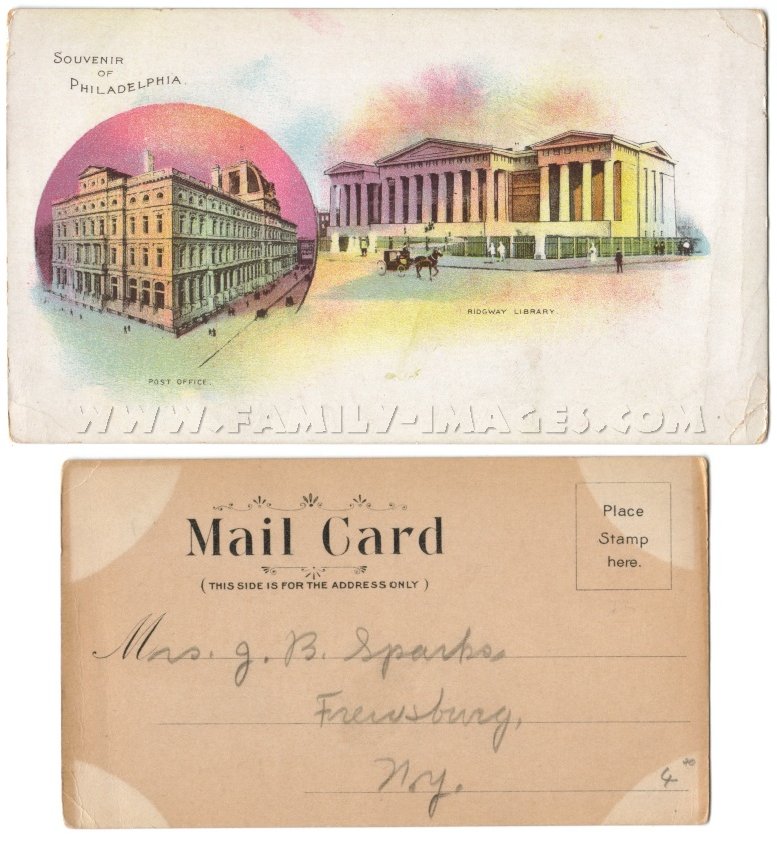 SOUVENIR
OF
PHILADELPHIA.
RIDGWAY LIBRARY.
POST OFFICE.
WWW.FAMILY-IMAGES.COM
Mail Card
(THIS SIDE IS FOR THE ADDRESS ONLY)
Place
Stamp
here.
Mrs. J. B. Sparks.
Frewsburg,
N.y.
4⁰⁰